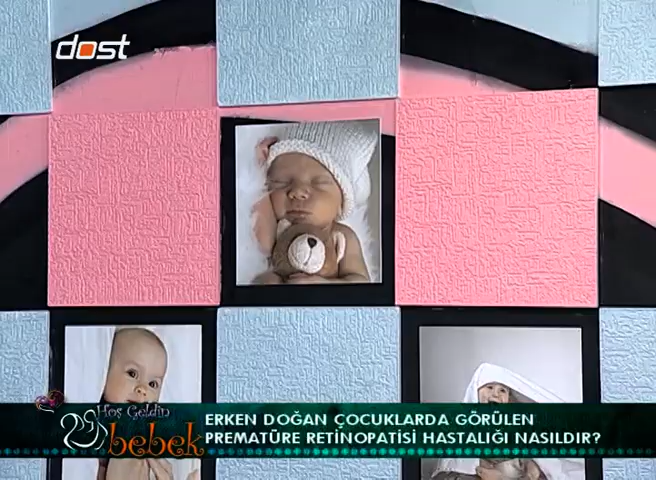 dost
Hoş Geldin
bebek
ERKEN DOĞAN ÇOCUKLARDA GÖRÜLEN
PREMATÜRE RETİNOPATİSİ HASTALIĞI NASILDIR?